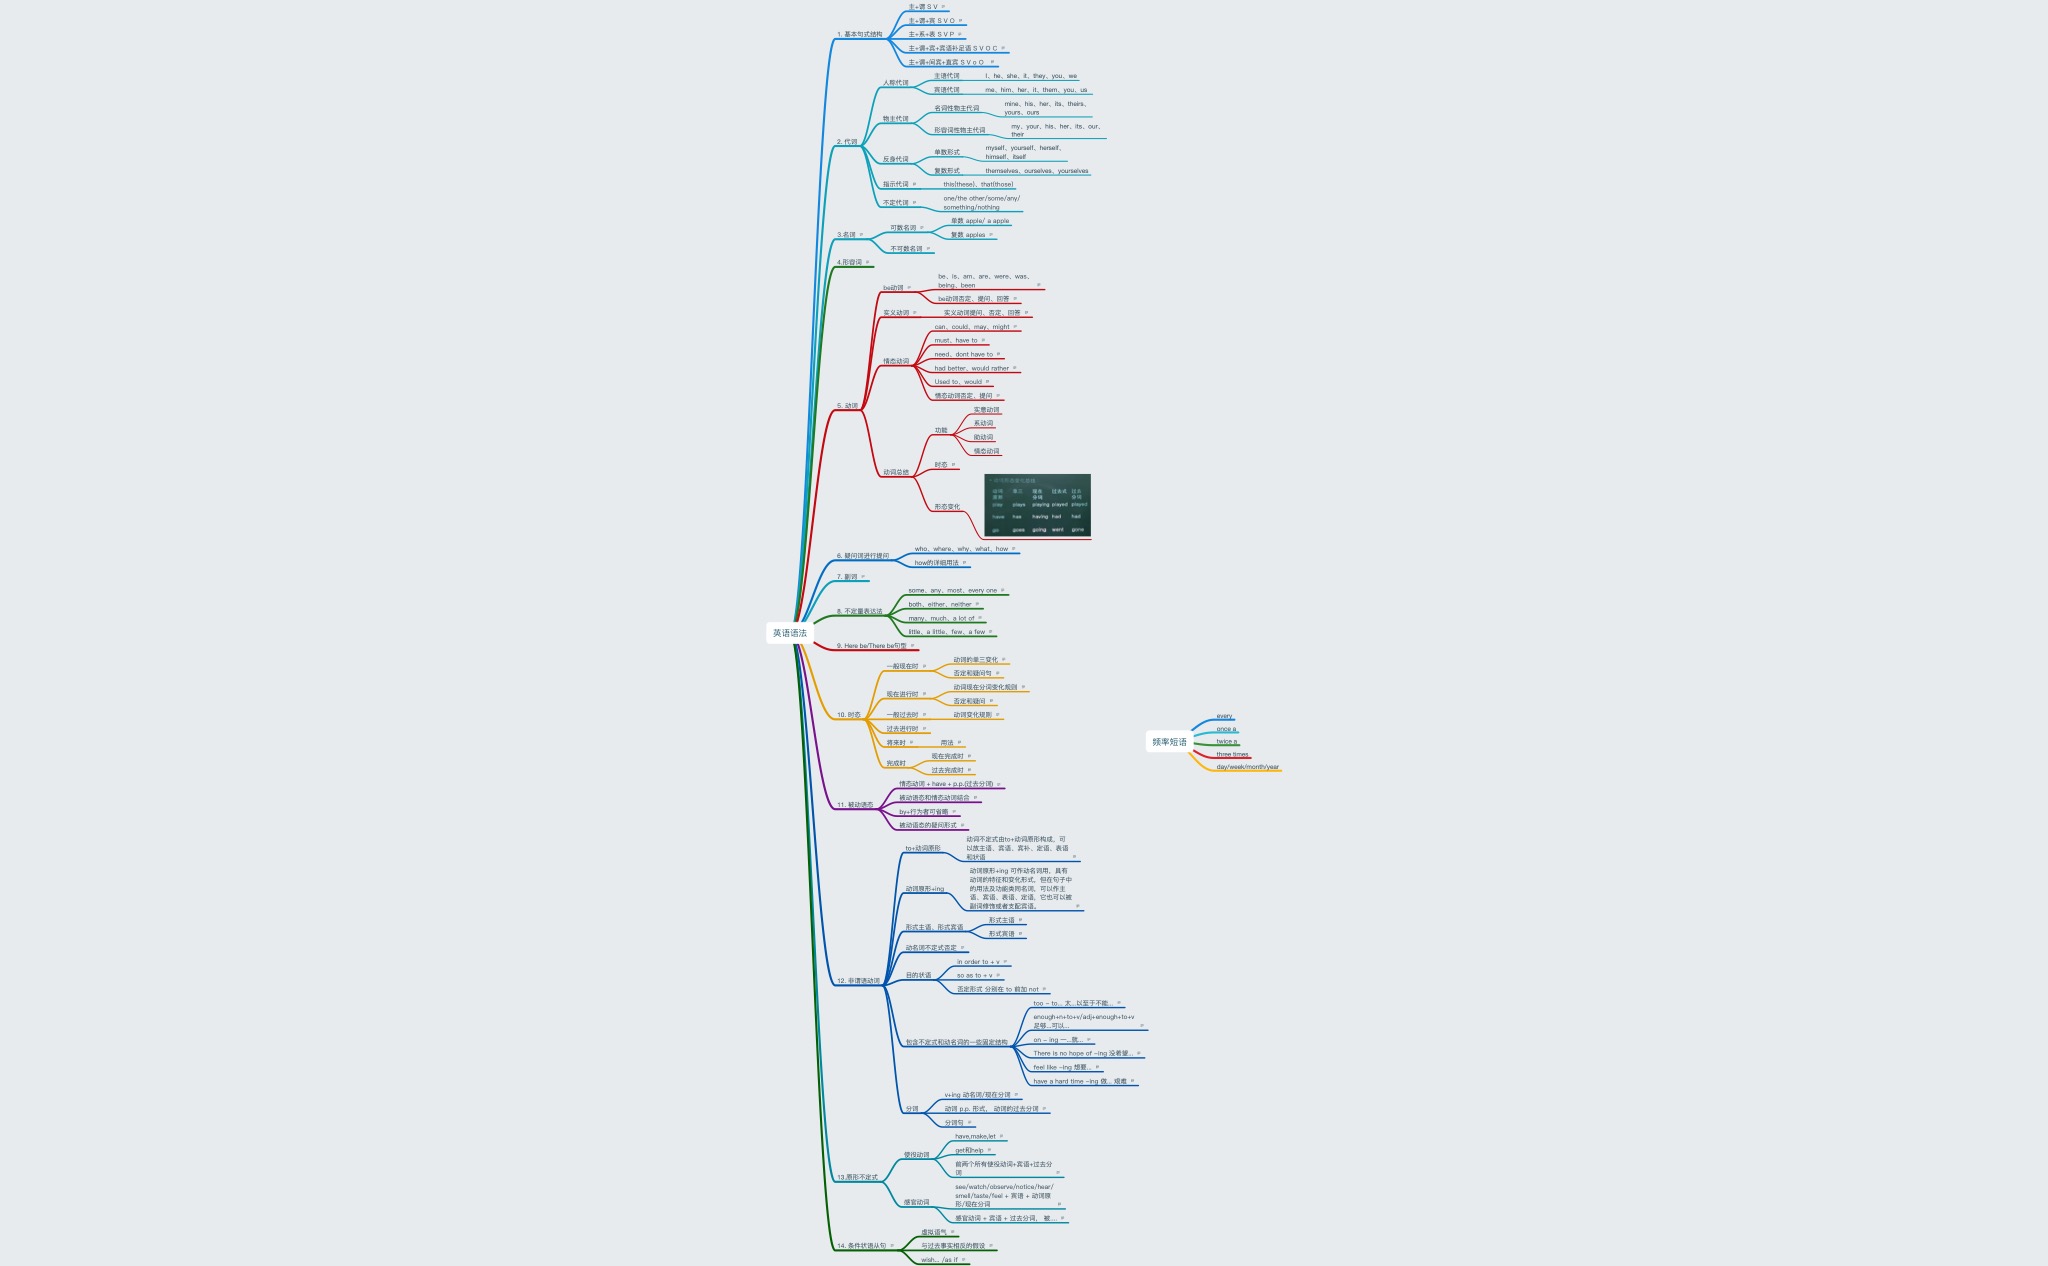 英语语法
1. 基本句式结构
主+谓 S V
主+谓+宾 S V O
主+系+表 S V P
主+谓+宾+宾语补足语 S V O C
主+谓+间宾+直宾 S V o O
2. 代词
人称代词
主语代词
I、he、she、it、they、you、we
宾语代词
me、him、her、it、them、you、us
物主代词
名词性物主代词
mine、his、her、its、theirs、
yours、ours
形容词性物主代词
my、your、his、her、its、our、
their
反身代词
单数形式
myself、yourself、herself、
himself、itself
复数形式
themselves、ourselves、yourselves
指示代词
this(these)、that(those)
不定代词
one/the other/some/any/
something/nothing
3.名词
可数名词
单数 apple/ a apple
复数 apples
不可数名词
4.形容词
5. 动词
be动词
be、is、am、are、were、was、
being、been
be动词否定、提问、回答
实义动词
实义动词提问、否定、回答
情态动词
can、could、may、might
must、have to
need、dont have to
had better、would rather
Used to、would
情态动词否定、提问
动词总结
功能
实意动词
系动词
助动词
情态动词
时态
形态变化
动词 第三 现在 过去式 过去
原形 分词 分词
play plays playing played played
have has having had had
go goes going went gone
6. 疑问词进行提问
who、where、why、what、how
how的详细用法
7. 副词
8. 不定量表达法
some、any、most、every one
both、either、neither
many、much、a lot of
little、a little、few、a few
9. Here be/There be句型
10. 时态
一般现在时
动词的单三变化
否定和疑问句
现在进行时
动词现在分词变化规则
否定和疑问
一般过去时
动词变化规则
过去进行时
将来时
用法
完成时
现在完成时
过去完成时
11. 被动语态
情态动词 + have + p.p.(过去分词)
被动语态和情态动词结合
by+行为者可省略
被动语态的疑问形式
12. 非谓语动词
to+动词原形
动词不定式由to+动词原形构成，可
以放主语、宾语、宾补、定语、表语
和状语
动词原形+ing
动词原形+ing 可作动名词用，具有
动词的特征和变化形式，但在句子中
的用法及功能类同名词，可以作主
语、宾语、表语、定语，它也可以被
副词修饰或者支配宾语。
形式主语、形式宾语
形式主语
形式宾语
动名词不定式否定
目的状语
in order to + v
so as to + v
否定形式 分别在 to 前加 not
包含不定式和动名词的一些固定结构
too – to... 太...以至于不能...
enough+n+to+v/adj+enough+to+v
足够...可以...
on – ing 一...就...
There is no hope of –ing 没希望...
feel like –ing 想要...
have a hard time –ing 做... 艰难
分词
v+ing 动名词/现在分词
动词 p.p. 形式， 动词的过去分词
分词句
13.原形不定式
使役动词
have,make,let
get和help
前两个所有使役动词+宾语+过去分
词
感官动词
see/watch/observe/notice/hear/
smell/taste/feel + 宾语 + 动词原
形/现在分词
感官动词 + 宾语 + 过去分词， 被....
14. 条件状语从句
虚拟语气
与过去事实相反的假设
wish... /as if
频率短语
every
once a
twice a
three times
day/week/month/year